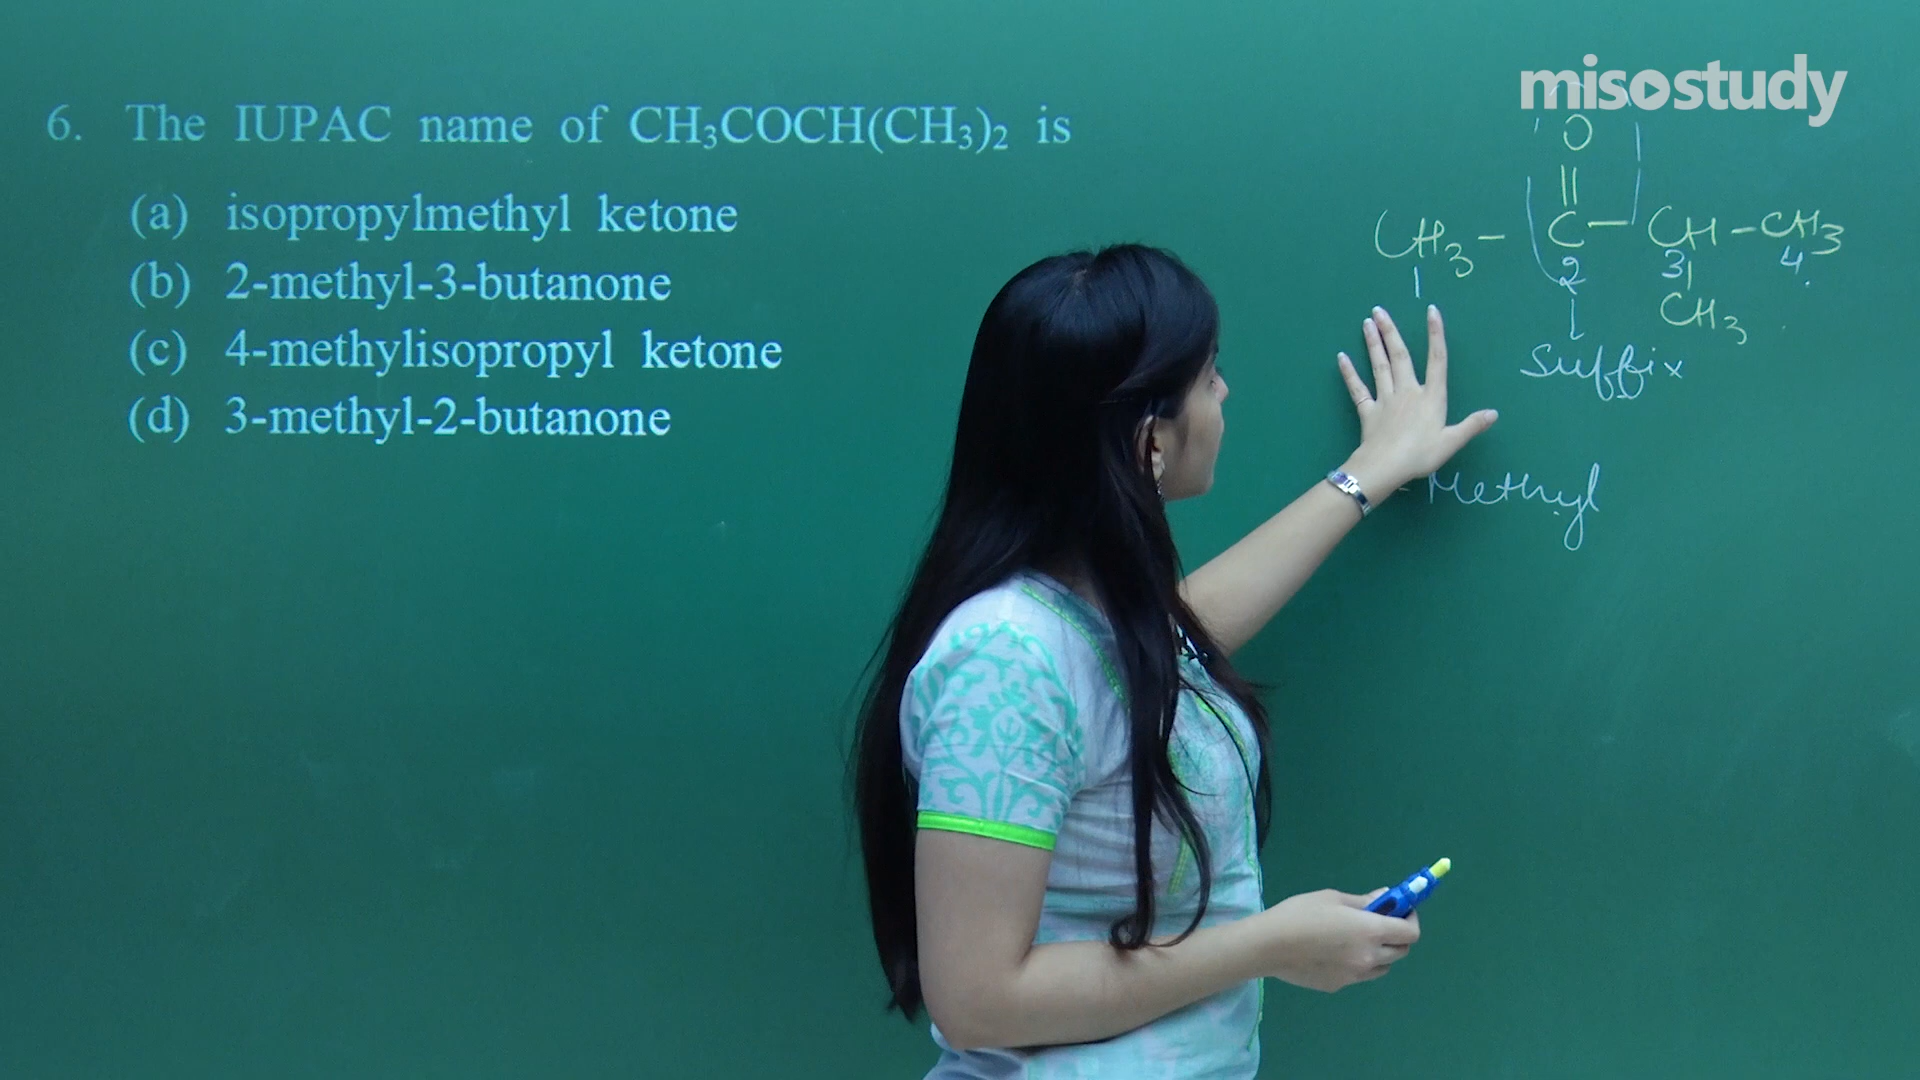 misostudy
6. The IUPAC name of CH₃COCH(CH₃)₂ is
(a) isopropylmethyl ketone
(b) 2-methyl-3-butanone
(c) 4-methylisopropyl ketone
(d) 3-methyl-2-butanone
O
||
CH₃ - C - CH - CH₃
1 2 3 4
CH₃
Suffix
- Methyl